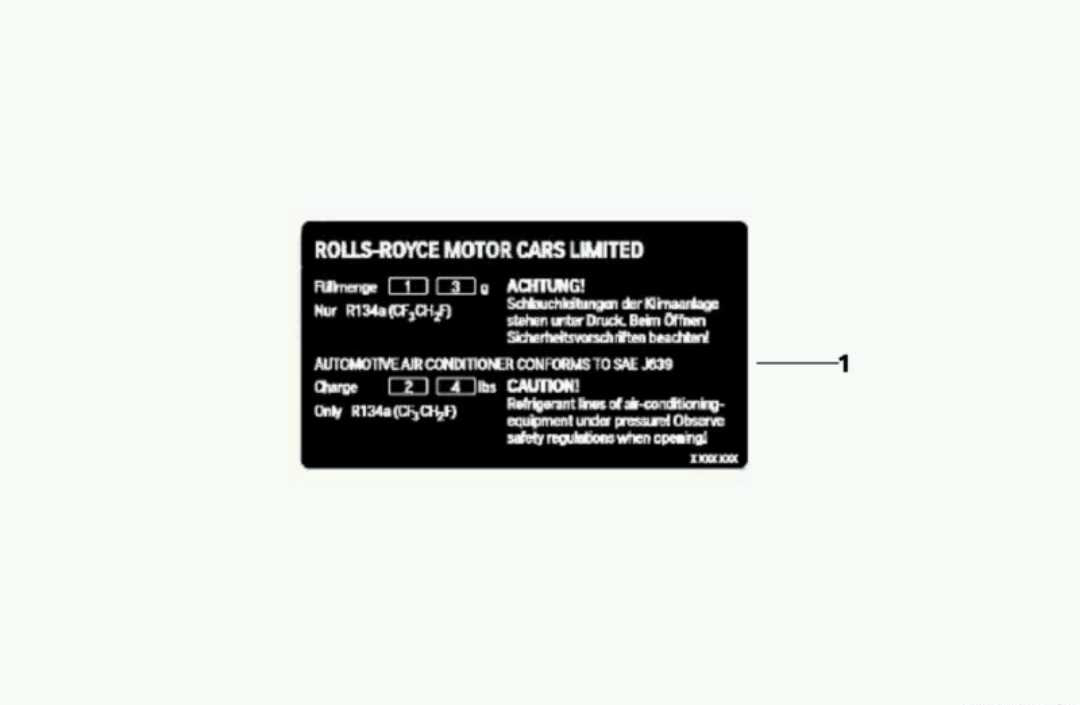 ROLLS-ROYCE MOTOR CARS LIMITED
Füllmenge 1 3 g
Nur R134a (CF3CH2F)
ACHTUNG!
Schlauchleitungen der Klimaanlage
stehen unter Druck. Beim Öffnen
Sicherheitsvorschriften beachten!
AUTOMOTIVE AIR CONDITIONER CONFORMS TO SAE J639
Charge 2 4 lbs
Only R134a (CF3CH2F)
CAUTION!
Refrigerant lines of air-conditioning-
equipment under pressure! Observe
safety regulations when opening!
X XXX XXX
1